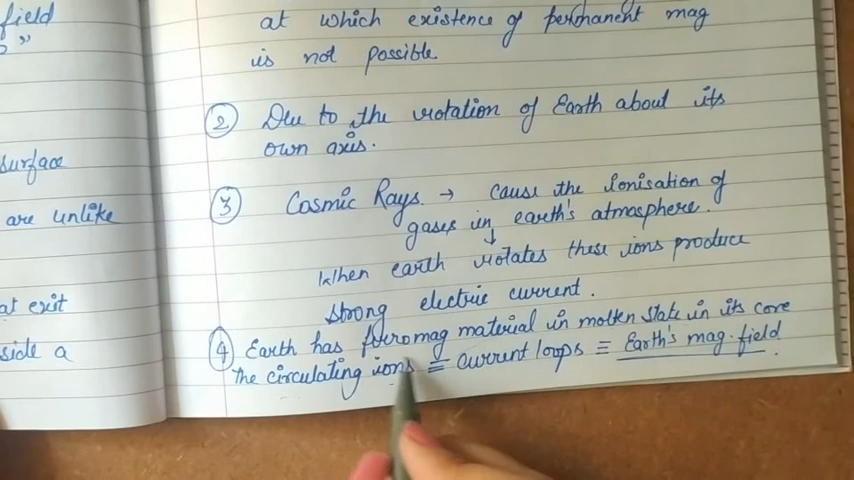 field
"
surface
are unlike
at exit
side a
at which existence of permanent mag
is not possible.
② Due to the rotation of Earth about its
own axis.
③ Cosmic Rays → cause the Ionisation of
gases in earth's atmosphere.
↓
When earth rotates these ions produce
strong electric current.
④ Earth has ferromag material in molten state in its core
The circulating ions ≡ current loops ≡ Earth's mag. field.